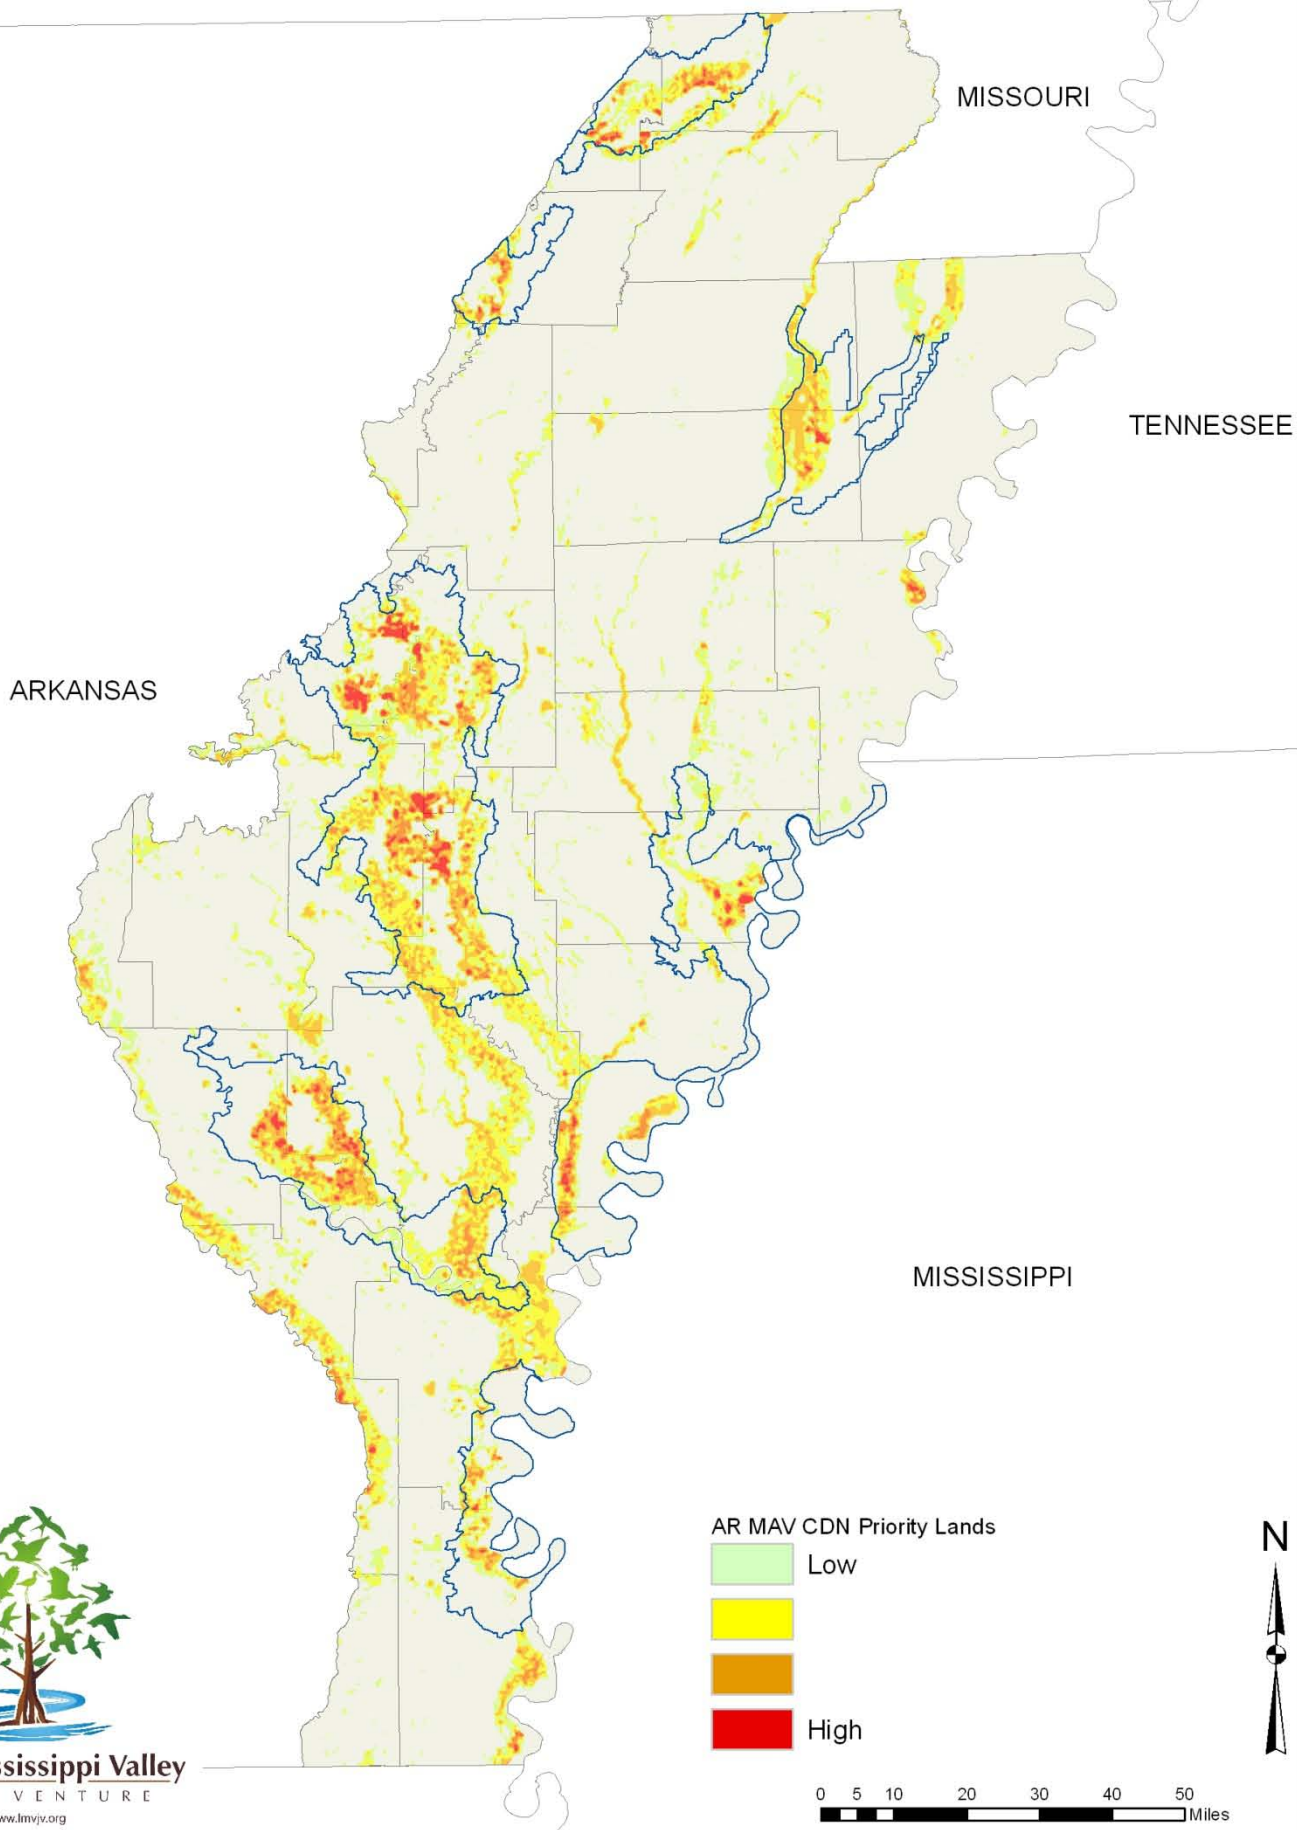 MISSOURI
TENNESSEE
ARKANSAS
MISSISSIPPI
AR MAV CDN Priority Lands
Low
High
N
0 5 10 20 30 40 50
Miles
ssissippi Valley
VENTURE
ww.lmvjv.org